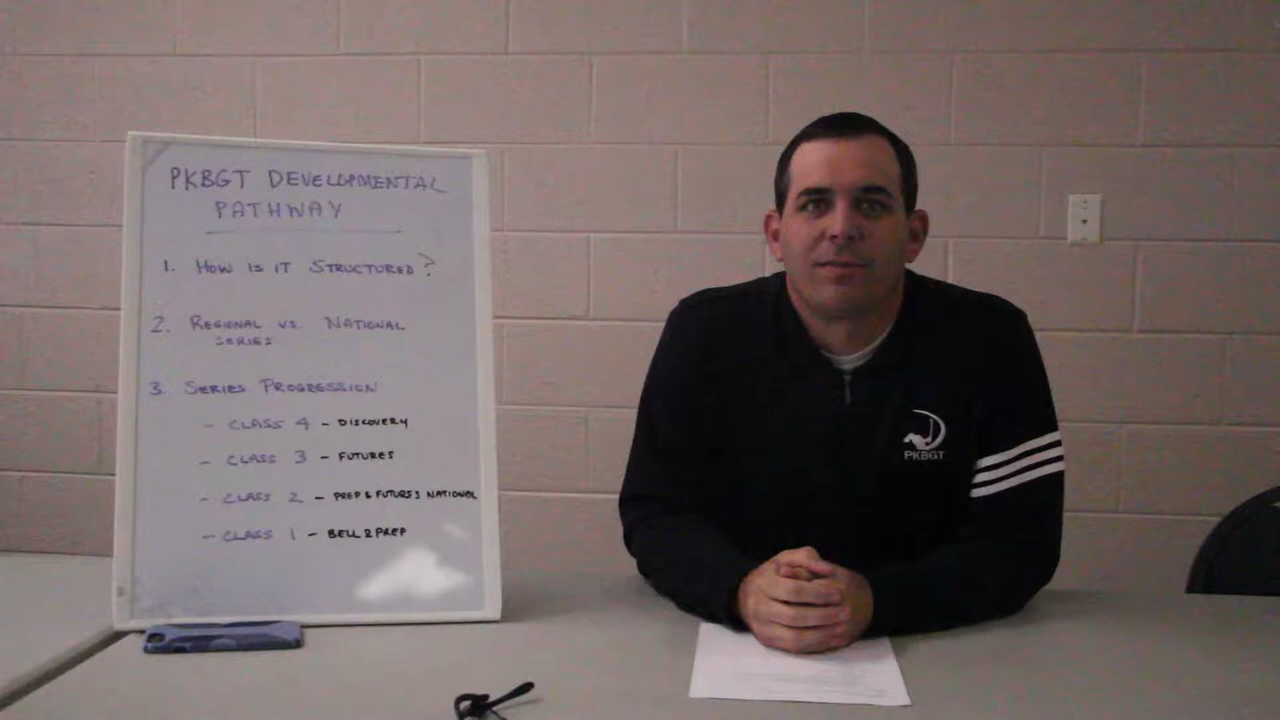 PKBGT DEVELOPMENTAL
PATHWAY
1. HOW IS IT STRUCTURED?
2. REGIONAL VS. NATIONAL
SERIES
3. SERIES PROGRESSION
- CLASS 4 - DISCOVERY
- CLASS 3 - FUTURES
- CLASS 2 - PREP & FUTURES NATIONAL
- CLASS 1 - BELL & PREP
PKBGT